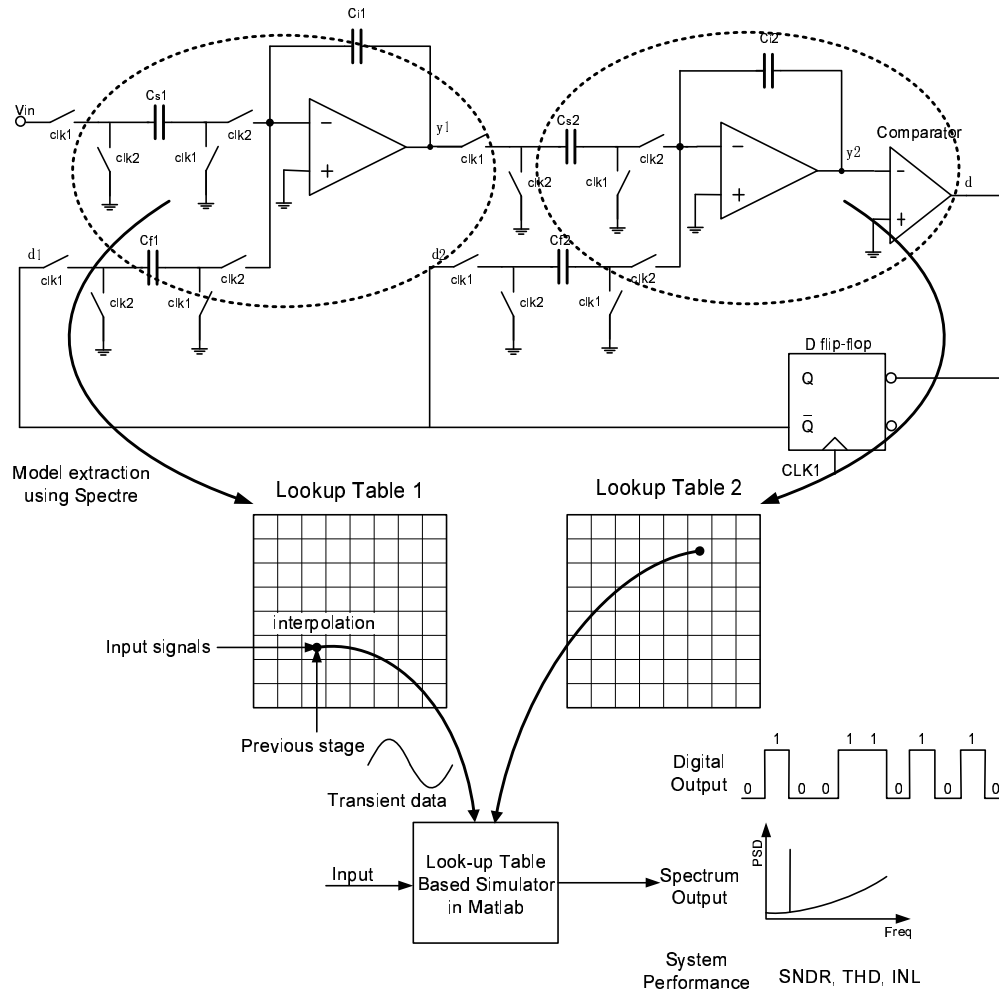 Ci1
Ci2
Vin
clk1
Cs1
clk2
clk2
clk1
y1
clk1
Cs2
clk2
clk2
clk1
y2
Comparator
d
d1
clk1
Cf1
clk2
clk2
clk1
d2
clk1
Cf2
clk2
clk2
clk1
D flip-flop
Q
Q̅
CLK1
Model extraction
using Spectre
Lookup Table 1
Lookup Table 2
interpolation
Input signals
Previous stage
Transient data
Digital
Output
0 1 0 0 1 1 0 1 0 1 0
Input
Look-up Table
Based Simulator
in Matlab
Spectrum
Output
PSD
Freq
System
Performance
SNDR, THD, INL